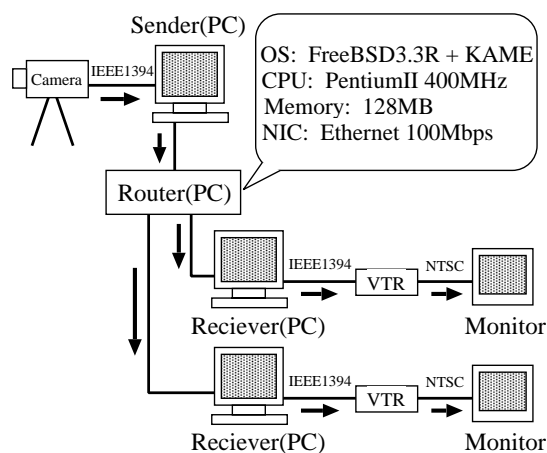 Sender(PC)
Camera
IEEE1394
OS: FreeBSD3.3R + KAME
CPU: PentiumII 400MHz
Memory: 128MB
NIC: Ethernet 100Mbps
Router(PC)
IEEE1394
VTR
NTSC
Reciever(PC)
Monitor
IEEE1394
VTR
NTSC
Reciever(PC)
Monitor